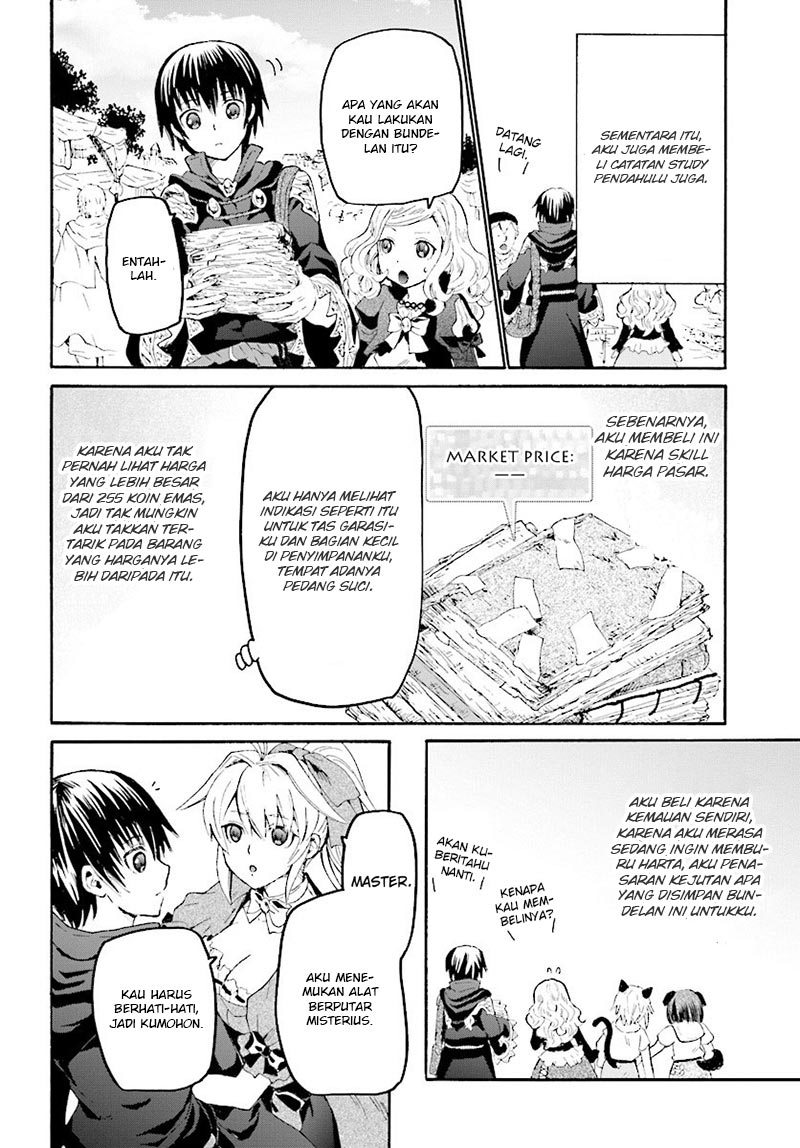 SEMENTARA ITU,
AKU JUGA MEMBE-
LI CATATAN STUDY
PENDAHULU JUGA.
DATANG
LAGI.
APA YANG AKAN
KAU LAKUKAN
DENGAN BUNDE-
LAN ITU?
ENTAH-
LAH.
SEBENARNYA,
AKU MEMBELI INI
KARENA SKILL
HARGA PASAR.
MARKET PRICE:
——
AKU HANYA MELIHAT
INDIKASI SEPERTI ITU
UNTUK TAS GARASI-
KU DAN BAGIAN KECIL
DI PENYIMPANANKU,
TEMPAT ADANYA
PEDANG SUCI.
KARENA AKU TAK
PERNAH LIHAT HARGA
YANG LEBIH BESAR
DARI 255 KOIN EMAS,
JADI TAK MUNGKIN
AKU TAKKAN TER-
TARIK PADA BARANG
YANG HARGANYA LE-
BIH DARIPADA ITU.
AKU BELI KARENA
KEMAUAN SENDIRI,
KARENA AKU MERASA
SEDANG INGIN MEMBU-
RU HARTA, AKU PENA-
SARAN KEJUTAN APA
YANG DISIMPAN BUN-
DELAN INI UNTUKKU.
KENAPA
KAU MEM-
BELINYA?
AKAN KU-
BERITAHU
NANTI.
MASTER.
AKU MENE-
MUKAN ALAT
BERPUTAR
MISTERIUS.
KAU HARUS
BERHATI-HATI,
JADI KUMOHON.